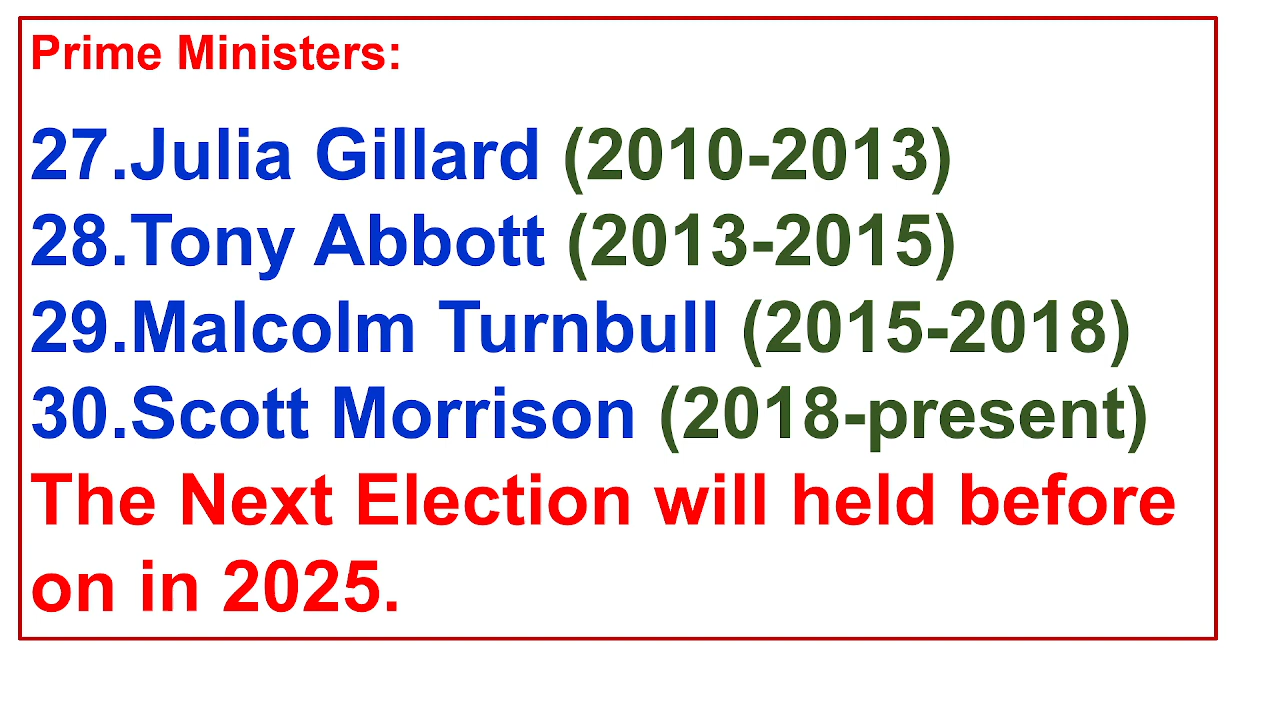 Prime Ministers:
27.Julia Gillard (2010-2013)
28.Tony Abbott (2013-2015)
29.Malcolm Turnbull (2015-2018)
30.Scott Morrison (2018-present)
The Next Election will held before
on in 2025.